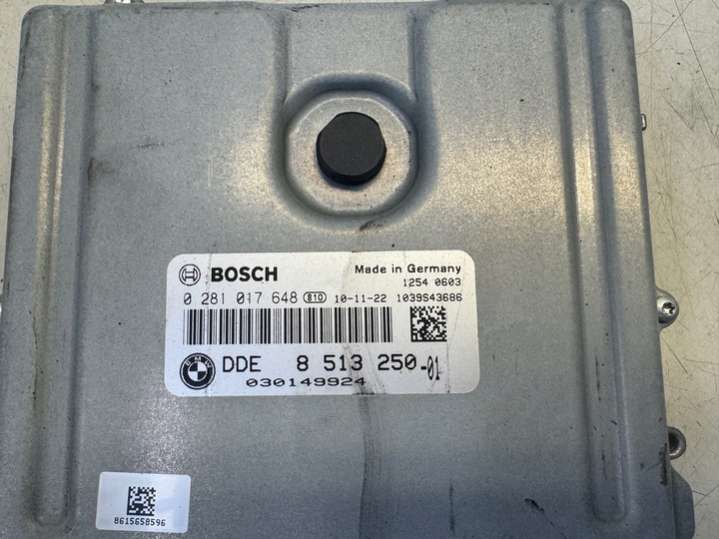 BOSCH
Made in Germany
1254 0603
0 281 017 648 810 10-11-22 1039S43686
BMW
DDE 8 513 250-01
030149924
8615658596